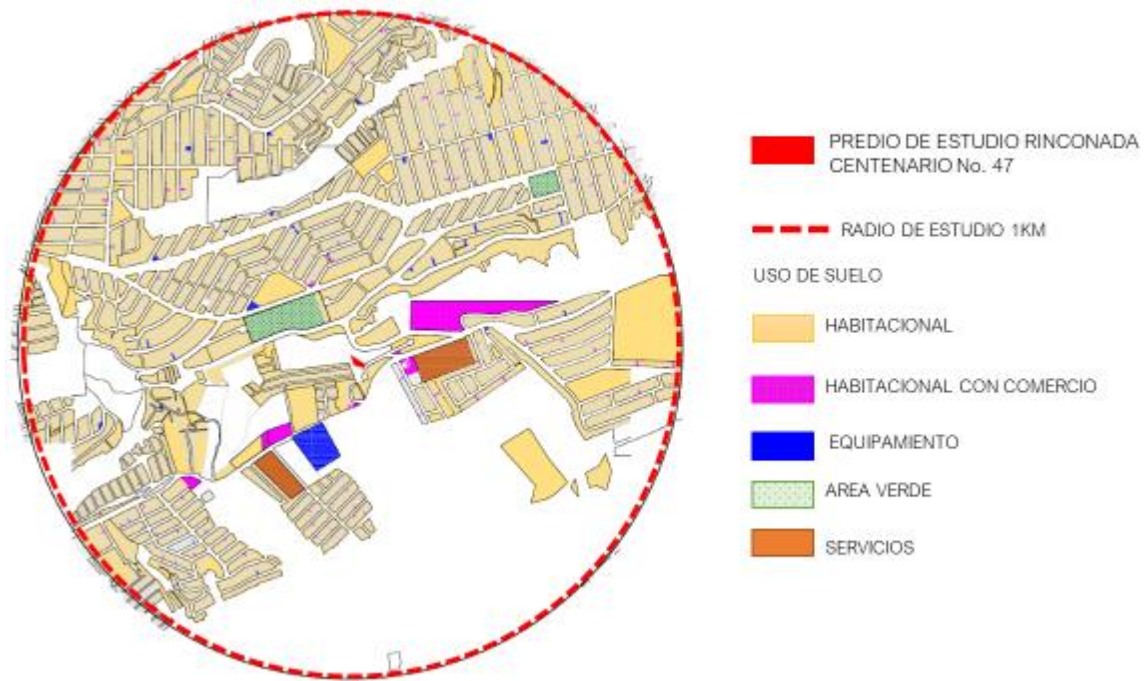 PREDIO DE ESTUDIO RINCONADA
CENTENARIO No. 47
RADIO DE ESTUDIO 1KM
USO DE SUELO
HABITACIONAL
HABITACIONAL CON COMERCIO
EQUIPAMIENTO
AREA VERDE
SERVICIOS